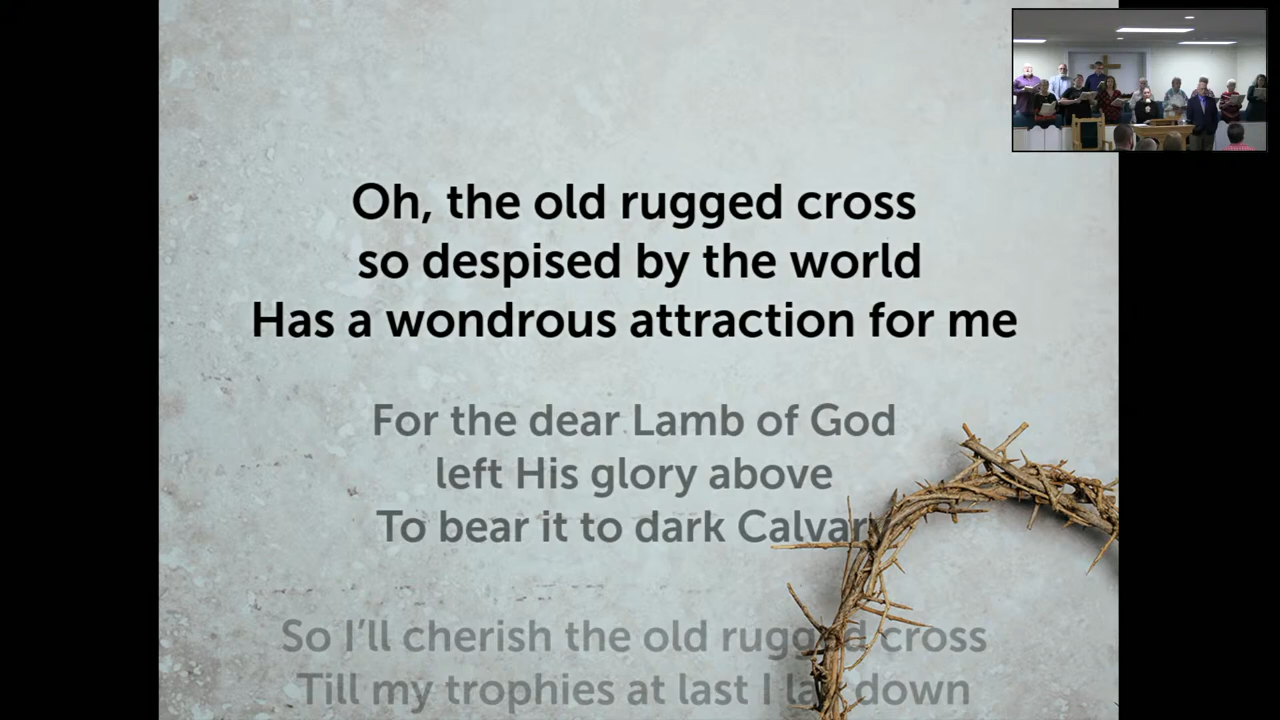 Oh, the old rugged cross
so despised by the world
Has a wondrous attraction for me
For the dear Lamb of God
left His glory above
To bear it to dark Calvary
So I'll cherish the old rugged cross
Till my trophies at last I lay down